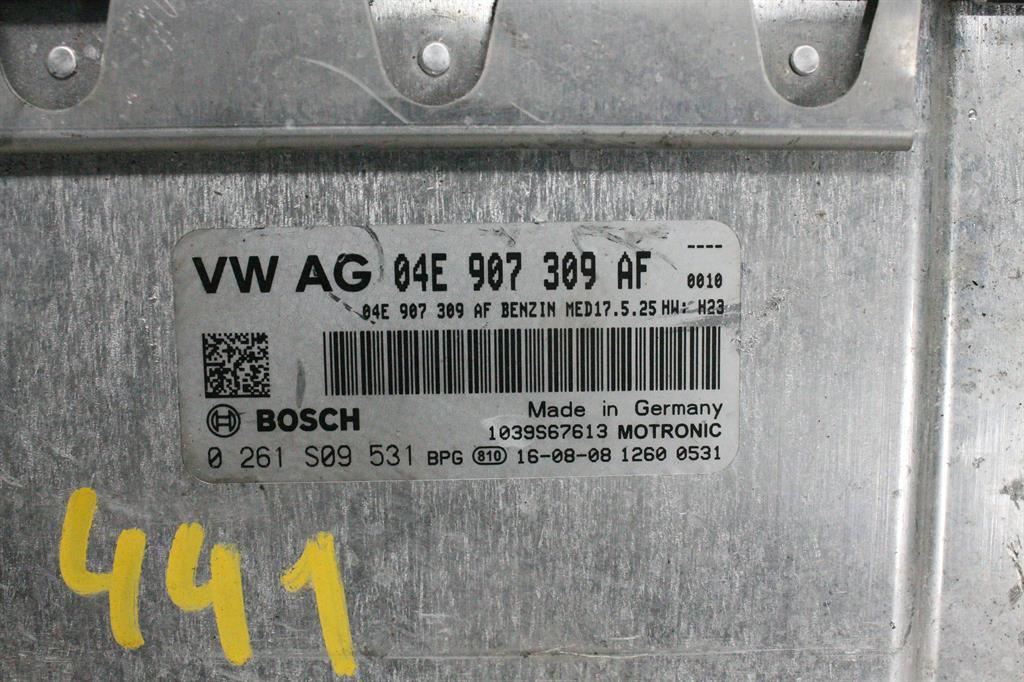 VW AG 04E 907 309 AF ----
0010
04E 907 309 AF BENZIN MED17.5.25 HW: H23
BOSCH
Made in Germany
1039S67613 MOTRONIC
0 261 S09 531 BPG 810 16-08-08 1260 0531
441